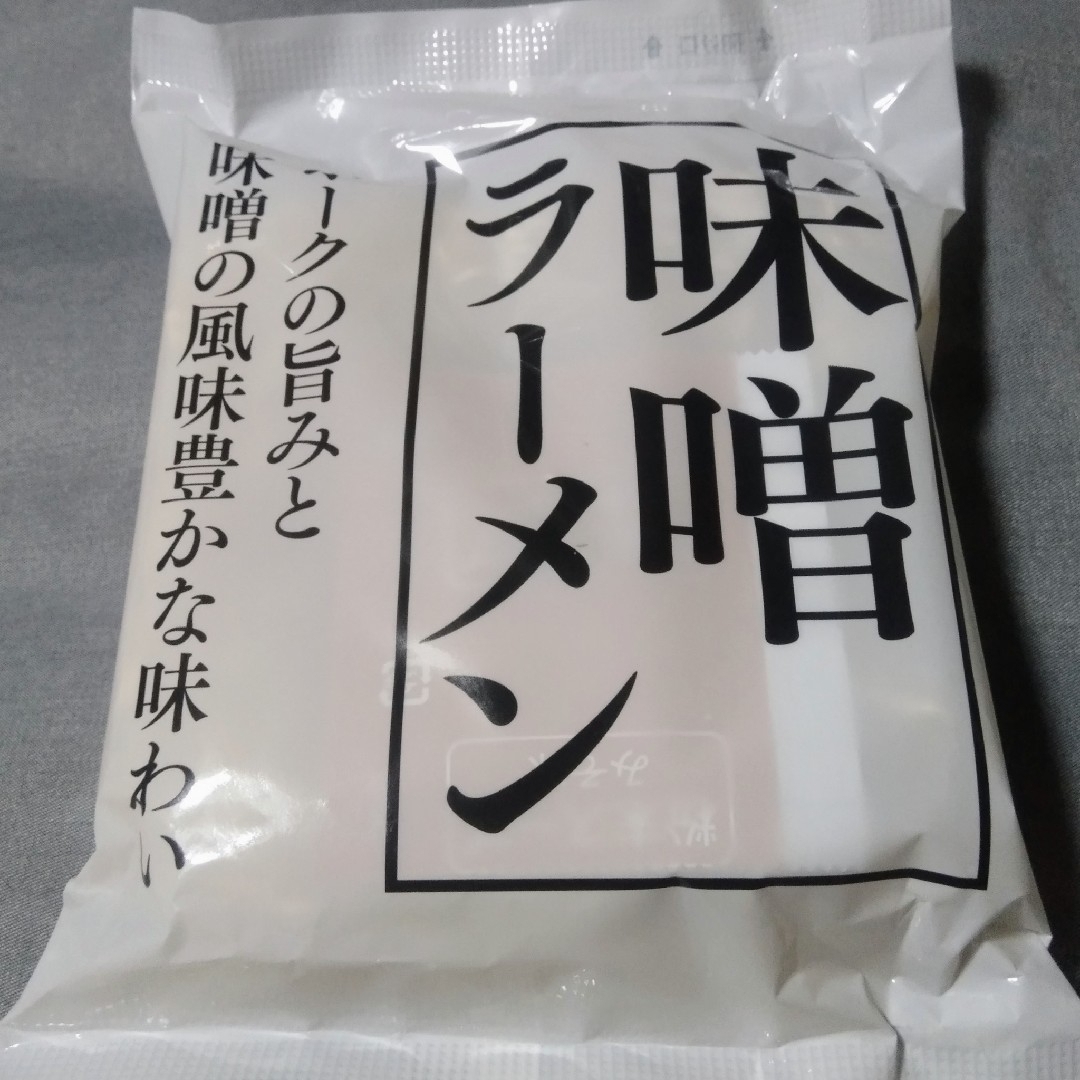 味噌
ラーメン
ポークの旨みと
味噌の風味豊かな味わい